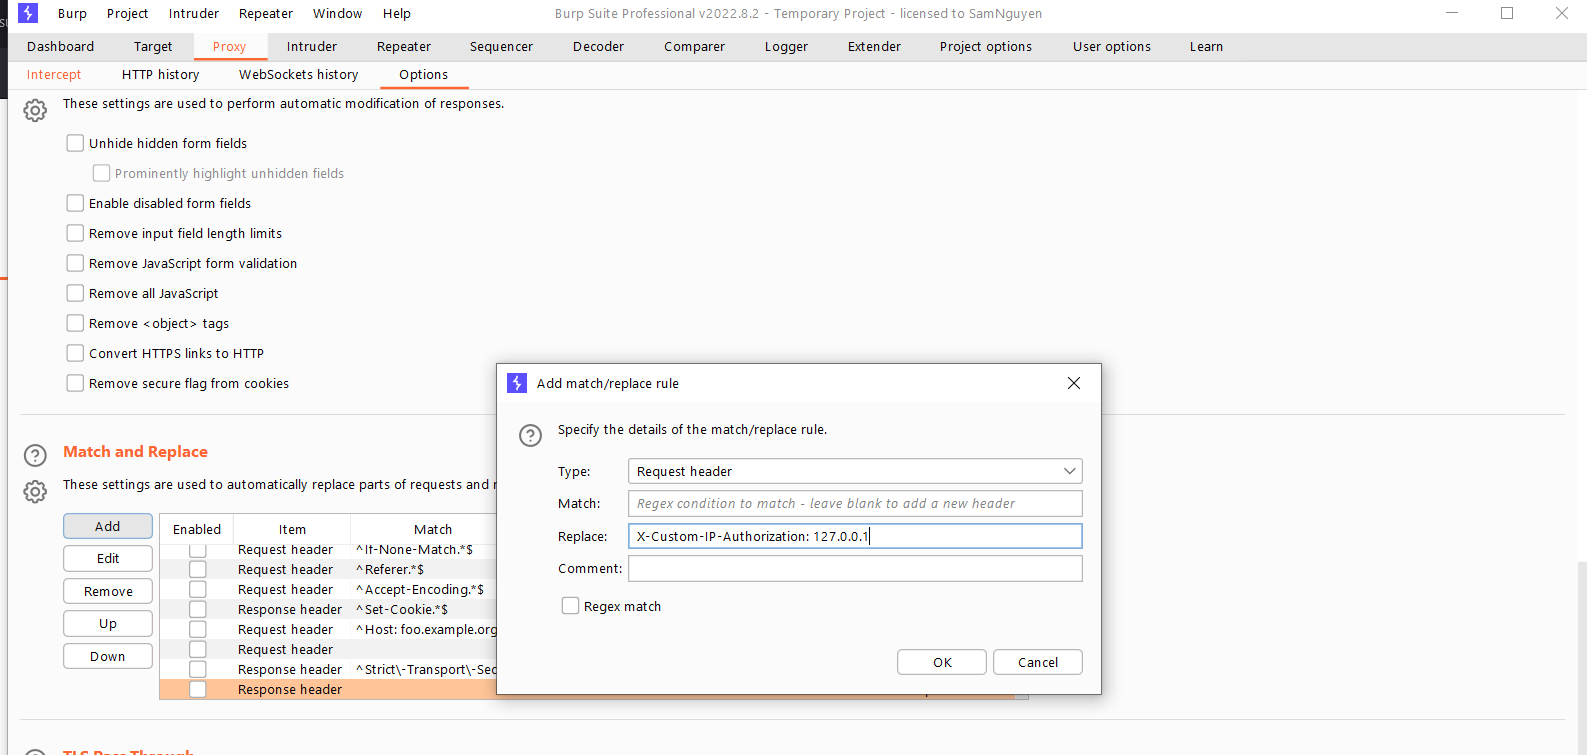 Burp Project Intruder Repeater Window Help Burp Suite Professional v2022.8.2 - Temporary Project - licensed to SamNguyen
Dashboard Target Proxy Intruder Repeater Sequencer Decoder Comparer Logger Extender Project options User options Learn
Intercept HTTP history WebSockets history Options
These settings are used to perform automatic modification of responses.
Unhide hidden form fields
Prominently highlight unhidden fields
Enable disabled form fields
Remove input field length limits
Remove JavaScript form validation
Remove all JavaScript
Remove <object> tags
Convert HTTPS links to HTTP
Remove secure flag from cookies
Match and Replace
These settings are used to automatically replace parts of requests and
Add
Edit
Remove
Up
Down
Enabled Item Match
Request header ^If-None-Match.*$
Request header ^Referer.*$
Request header ^Accept-Encoding.*$
Response header ^Set-Cookie.*$
Request header ^Host: foo.example.org
Request header
Response header ^Strict\-Transport\-Sec
Response header
Add match/replace rule
Specify the details of the match/replace rule.
Type: Request header
Match: Regex condition to match - leave blank to add a new header
Replace: X-Custom-IP-Authorization: 127.0.0.1
Comment:
Regex match
OK Cancel
TLS Pass Through